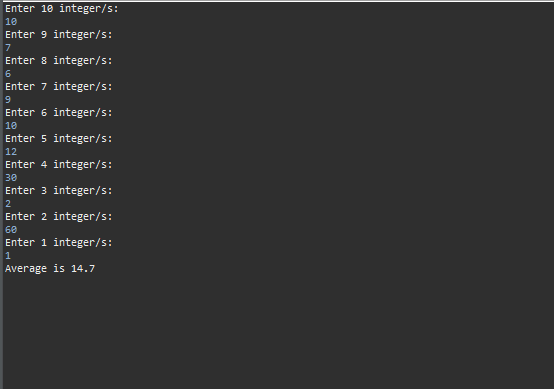 Enter 10 integer/s:
10
Enter 9 integer/s:
7
Enter 8 integer/s:
6
Enter 7 integer/s:
9
Enter 6 integer/s:
10
Enter 5 integer/s:
12
Enter 4 integer/s:
30
Enter 3 integer/s:
2
Enter 2 integer/s:
60
Enter 1 integer/s:
1
Average is 14.7